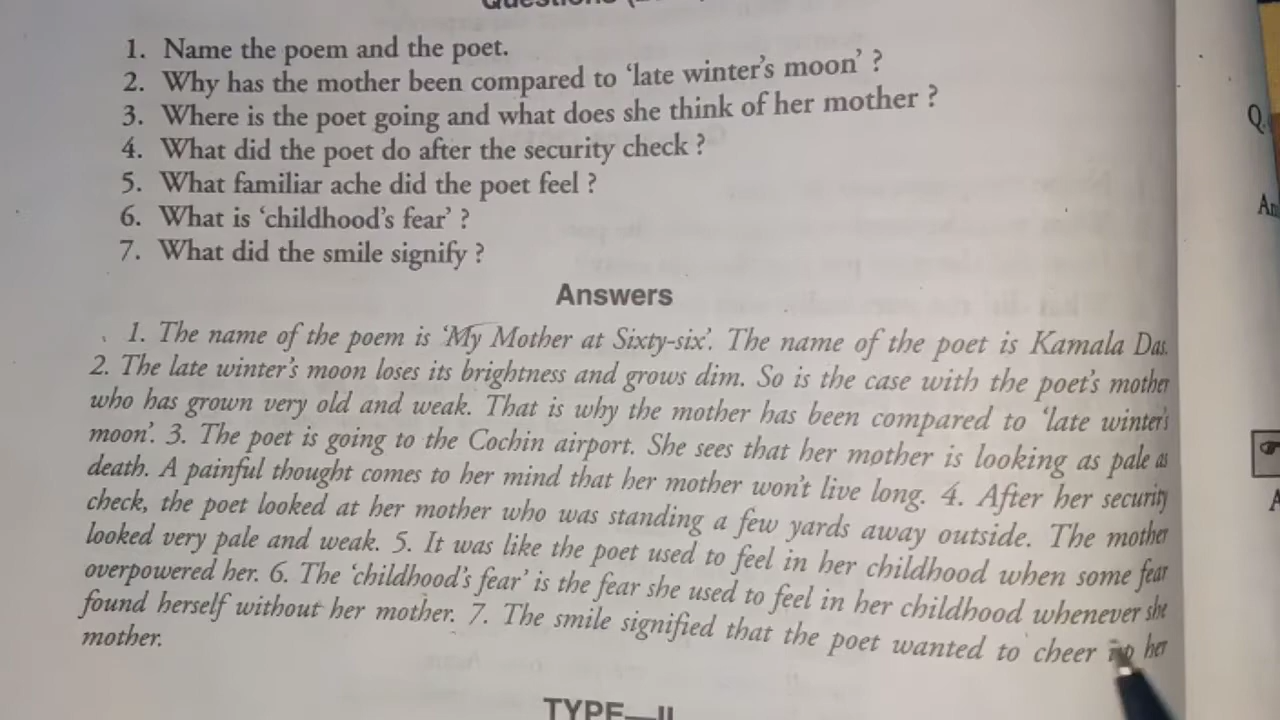 Questions
1. Name the poem and the poet.
2. Why has the mother been compared to 'late winter's moon' ?
3. Where is the poet going and what does she think of her mother ?
4. What did the poet do after the security check ?
5. What familiar ache did the poet feel ?
6. What is 'childhood's fear' ?
7. What did the smile signify ?
Answers
1. The name of the poem is 'My Mother at Sixty-six'. The name of the poet is Kamala Das.
2. The late winter's moon loses its brightness and grows dim. So is the case with the poet's mother
who has grown very old and weak. That is why the mother has been compared to 'late winter's
moon'. 3. The poet is going to the Cochin airport. She sees that her mother is looking as pale as
death. A painful thought comes to her mind that her mother won't live long. 4. After her security
check, the poet looked at her mother who was standing a few yards away outside. The mother
looked very pale and weak. 5. It was like the poet used to feel in her childhood when some fear
overpowered her. 6. The 'childhood's fear' is the fear she used to feel in her childhood whenever she
found herself without her mother. 7. The smile signified that the poet wanted to cheer up her
mother.
TYPE—II
Q.